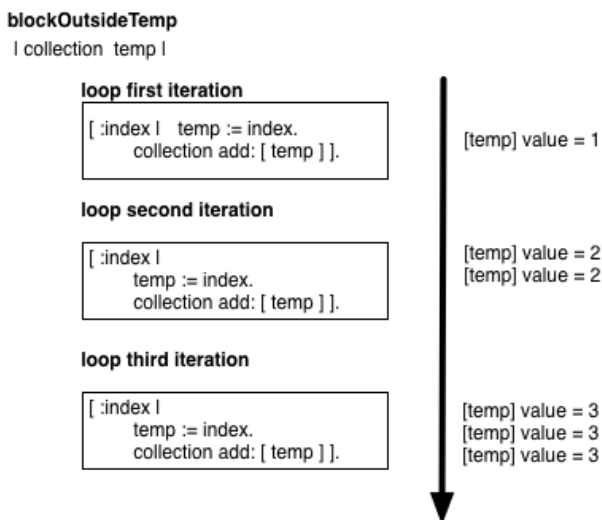 blockOutsideTemp
| collection temp |
loop first iteration
[ :index | temp := index.
collection add: [ temp ] ].
[temp] value = 1
loop second iteration
[ :index |
temp := index.
collection add: [ temp ] ].
[temp] value = 2
[temp] value = 2
loop third iteration
[ :index |
temp := index.
collection add: [ temp ] ].
[temp] value = 3
[temp] value = 3
[temp] value = 3